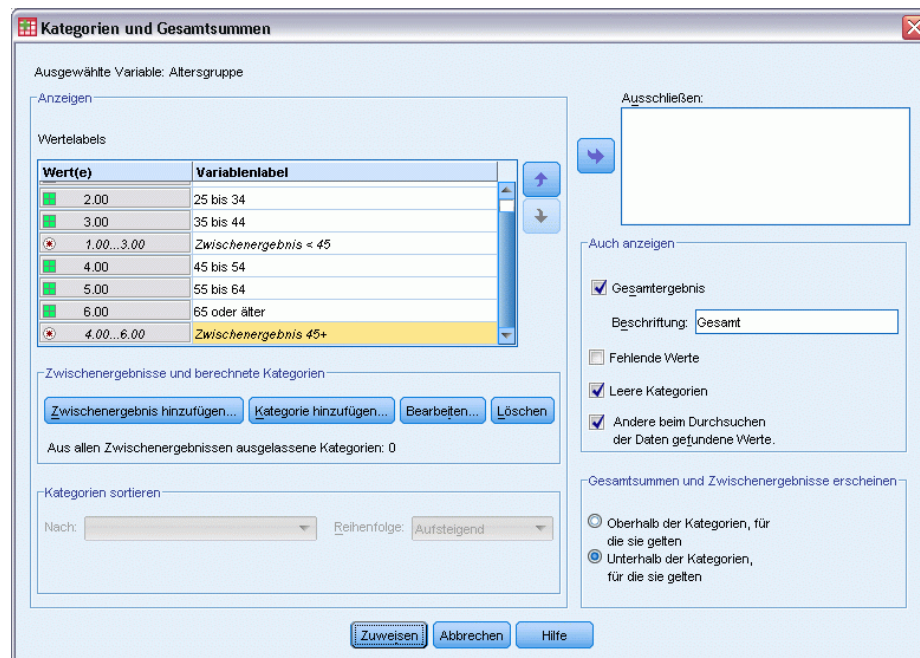 Kategorien und Gesamtsummen
Ausgewählte Variable: Altersgruppe
Anzeigen
Wertelabels
Wert(e) Variablenlabel
2.00 25 bis 34
3.00 35 bis 44
1.00...3.00 Zwischenergebnis < 45
4.00 45 bis 54
5.00 55 bis 64
6.00 65 oder älter
4.00...6.00 Zwischenergebnis 45+
Zwischenergebnisse und berechnete Kategorien
Zwischenergebnis hinzufügen... Kategorie hinzufügen... Bearbeiten... Löschen
Aus allen Zwischenergebnissen ausgelassene Kategorien: 0
Kategorien sortieren
Nach: Reihenfolge: Aufsteigend
Ausschließen:
Auch anzeigen
Gesamtergebnis
Beschriftung: Gesamt
Fehlende Werte
Leere Kategorien
Andere beim Durchsuchen
der Daten gefundene Werte.
Gesamtsummen und Zwischenergebnisse erscheinen
Oberhalb der Kategorien, für
die sie gelten
Unterhalb der Kategorien,
für die sie gelten
Zuweisen Abbrechen Hilfe